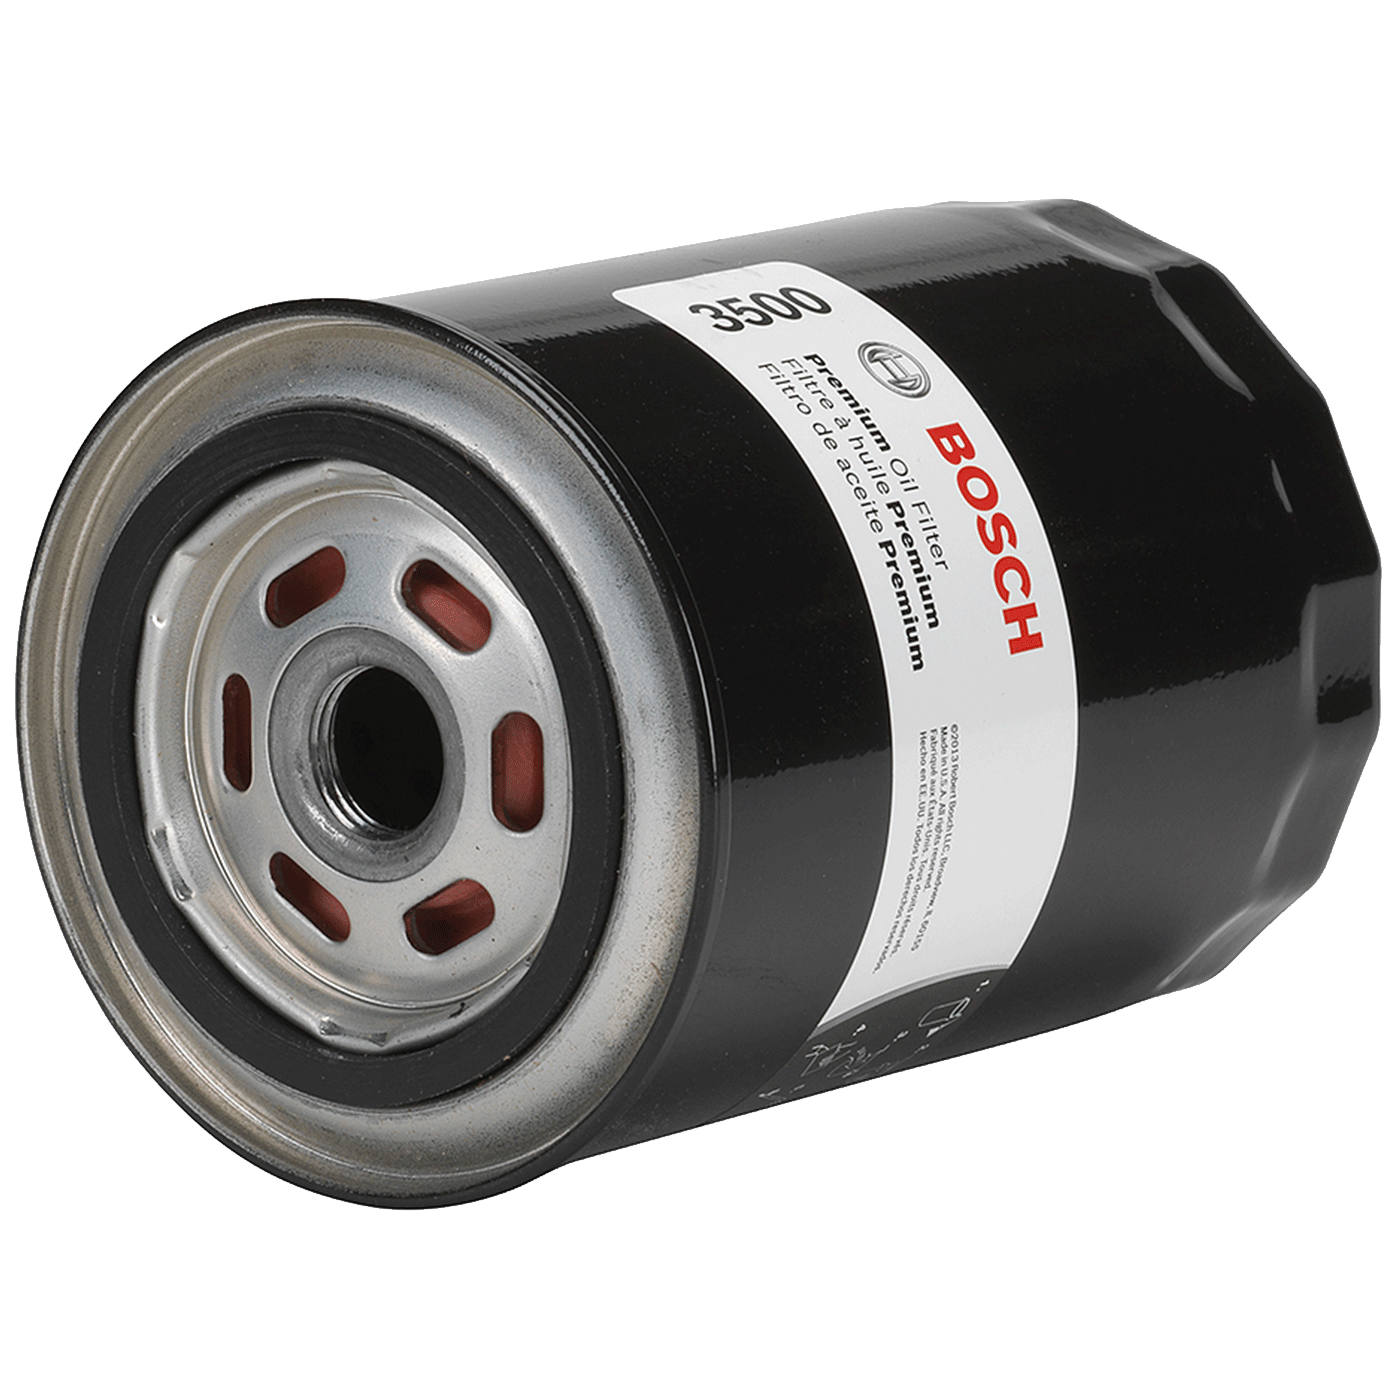 3500
BOSCH
Premium Oil Filter
Filtre à huile Premium
Filtro de aceite Premium
©2013 Robert Bosch LLC, Broadview, IL 60155
Made in U.S.A. All rights reserved.
Fabriqué aux États-Unis. Tous droits réservés.
Hecho en EE.UU. Todos los derechos reservados.